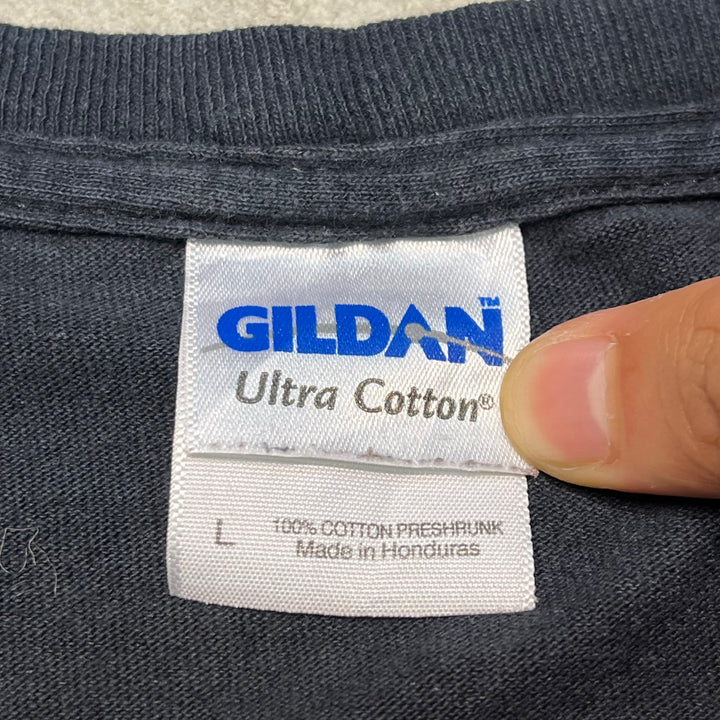 GILDAN™
Ultra Cotton®
L
100% COTTON PRESHRUNK
Made in Honduras